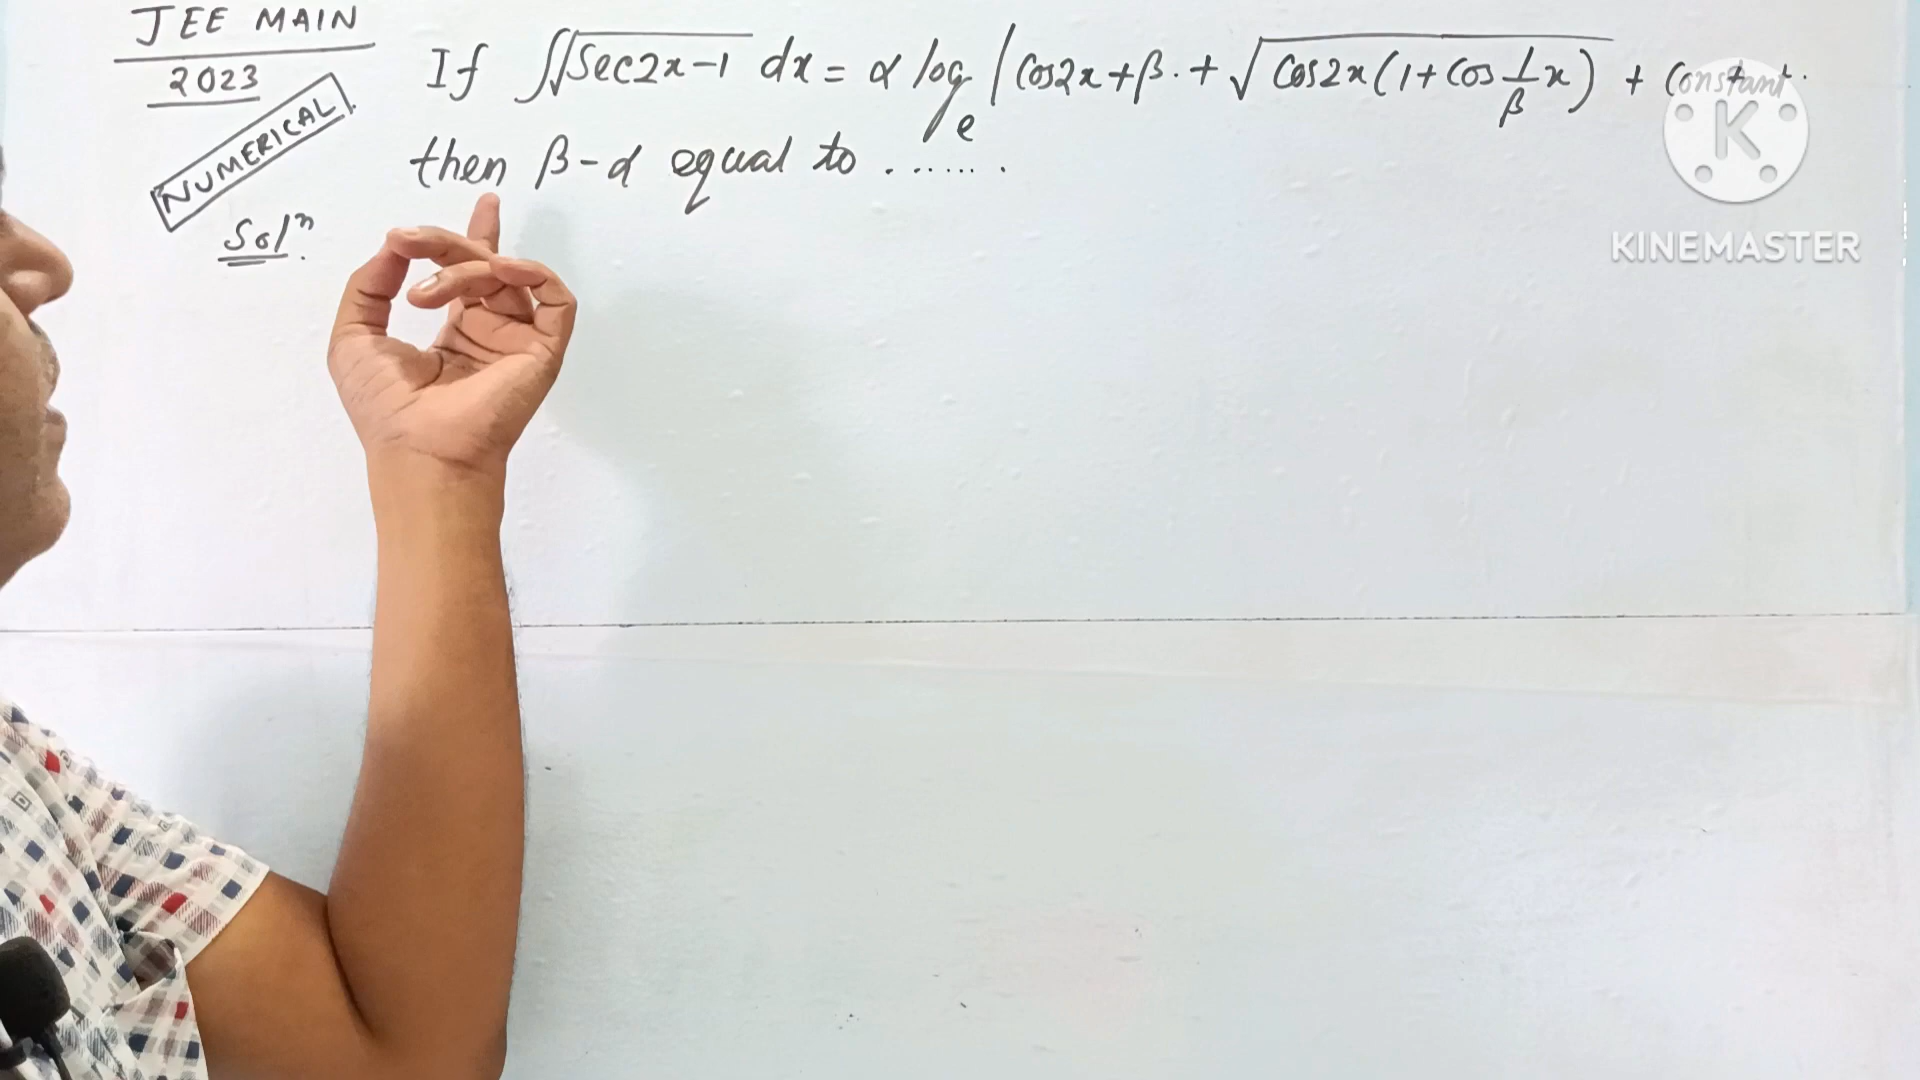 JEE MAIN
2023
NUMERICAL
If ∫√(Sec2x-1) dx = α log_e |Cos2x+β.+√(Cos2x(1+Cos 1/β x)) + Constant.
then β-α equal to .......
Solⁿ.
K
KINEMASTER